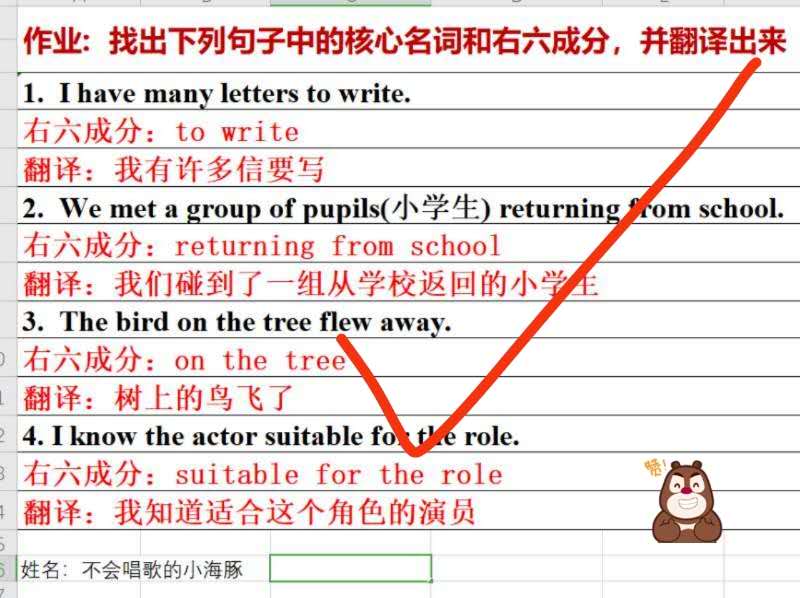 作业：找出下列句子中的核心名词和右六成分，并翻译出来
1. I have many letters to write.
右六成分：to write
翻译：我有许多信要写
2. We met a group of pupils(小学生) returning from school.
右六成分：returning from school
翻译：我们碰到了一组从学校返回的小学生
3. The bird on the tree flew away.
右六成分：on the tree
翻译：树上的鸟飞了
4. I know the actor suitable for the role.
右六成分：suitable for the role
赞！
翻译：我知道适合这个角色的演员
姓名：不会唱歌的小海豚